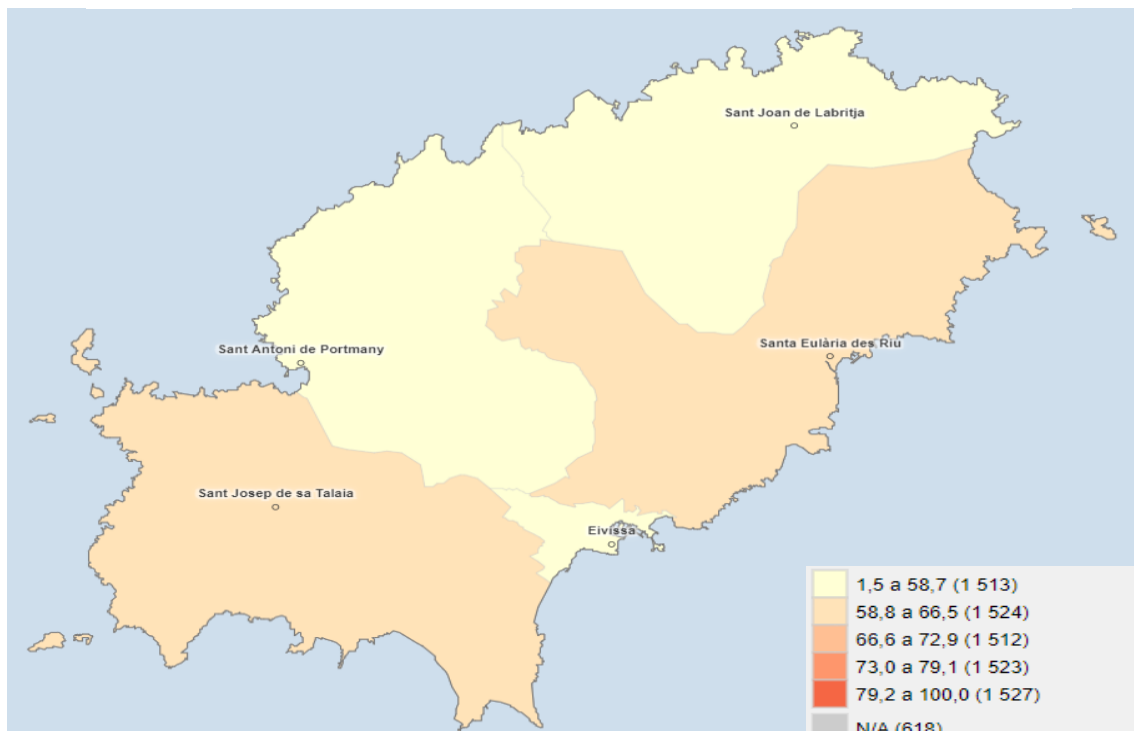 Sant Joan de Labritja
Sant Antoni de Portmany
Santa Eulària des Riu
Sant Josep de sa Talaia
Eivissa
1,5 a 58,7 (1 513)
58,8 a 66,5 (1 524)
66,6 a 72,9 (1 512)
73,0 a 79,1 (1 523)
79,2 a 100,0 (1 527)
N/A (618)